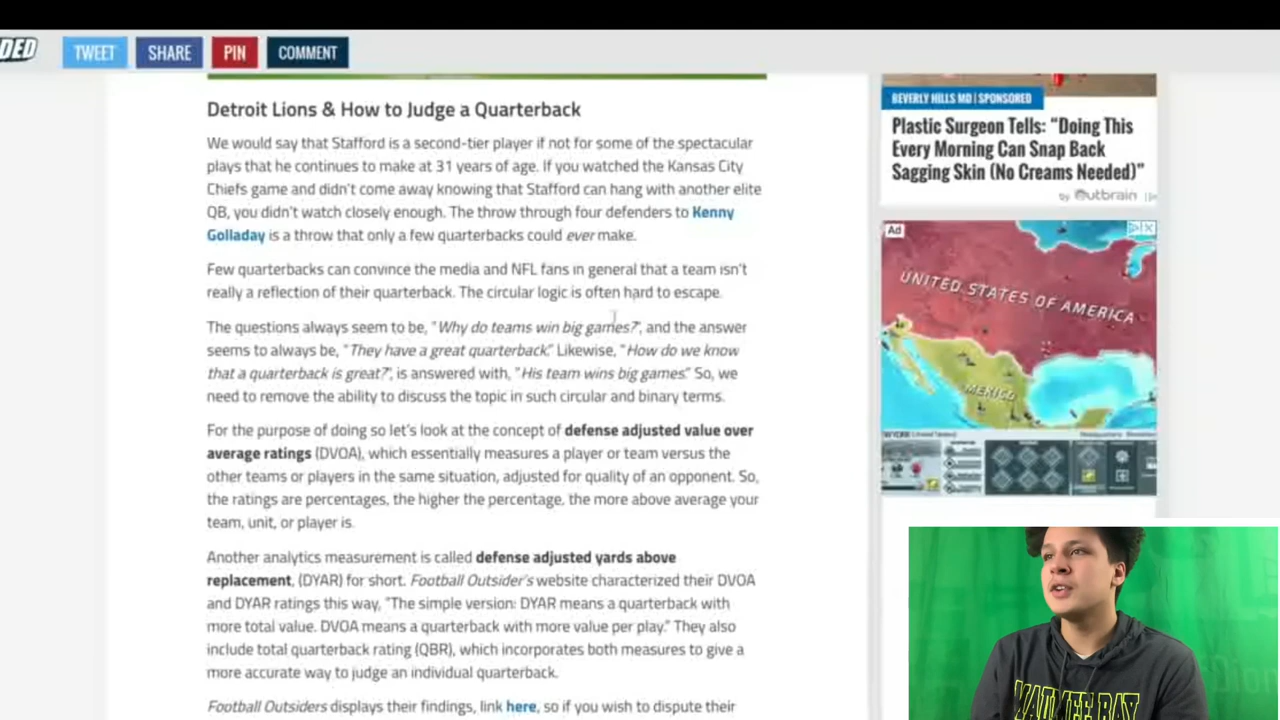 DED
TWEET
SHARE
PIN
COMMENT
Detroit Lions & How to Judge a Quarterback
We would say that Stafford is a second-tier player if not for some of the spectacular
plays that he continues to make at 31 years of age. If you watched the Kansas City
Chiefs game and didn't come away knowing that Stafford can hang with another elite
QB, you didn't watch closely enough. The throw through four defenders to Kenny
Golladay is a throw that only a few quarterbacks could ever make.
Few quarterbacks can convince the media and NFL fans in general that a team isn't
really a reflection of their quarterback. The circular logic is often hard to escape.
The questions always seem to be, "Why do teams win big games?", and the answer
seems to always be, "They have a great quarterback." Likewise, "How do we know
that a quarterback is great?", is answered with, "His team wins big games." So, we
need to remove the ability to discuss the topic in such circular and binary terms.
For the purpose of doing so let's look at the concept of defense adjusted value over
average ratings (DVOA), which essentially measures a player or team versus the
other teams or players in the same situation, adjusted for quality of an opponent. So,
the ratings are percentages, the higher the percentage, the more above average your
team, unit, or player is.
Another analytics measurement is called defense adjusted yards above
replacement, (DYAR) for short. Football Outsider's website characterized their DVOA
and DYAR ratings this way, "The simple version: DYAR means a quarterback with
more total value. DVOA means a quarterback with more value per play." They also
include total quarterback rating (QBR), which incorporates both measures to give a
more accurate way to judge an individual quarterback.
Football Outsiders displays their findings, link here, so if you wish to dispute their
BEVERLY HILLS MD | SPONSORED
Plastic Surgeon Tells: "Doing This
Every Morning Can Snap Back
Sagging Skin (No Creams Needed)"
by Outbrain
Ad
UNITED STATES OF AMERICA
MEXICO
MAUMEE BAY